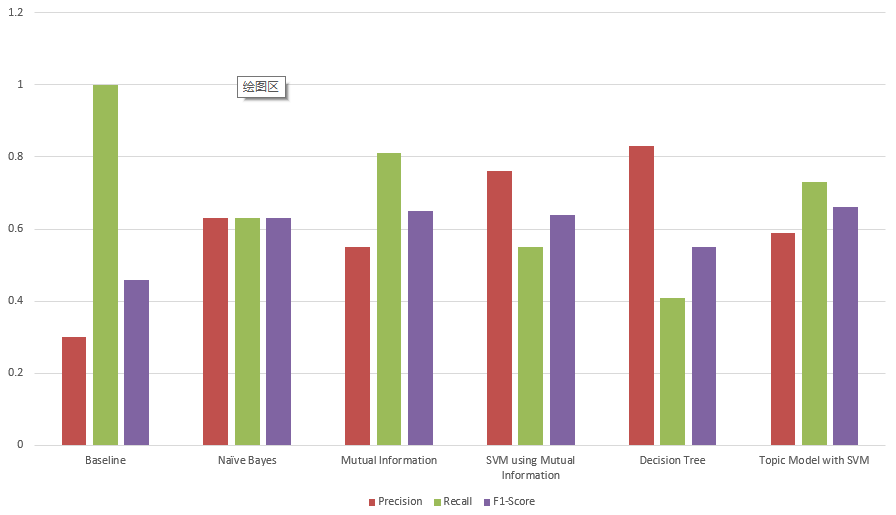 1.2
1
绘图区
0.8
0.6
0.4
0.2
0
Baseline
Naïve Bayes
Mutual Information
SVM using Mutual
Information
Decision Tree
Topic Model with SVM
Precision Recall F1-Score